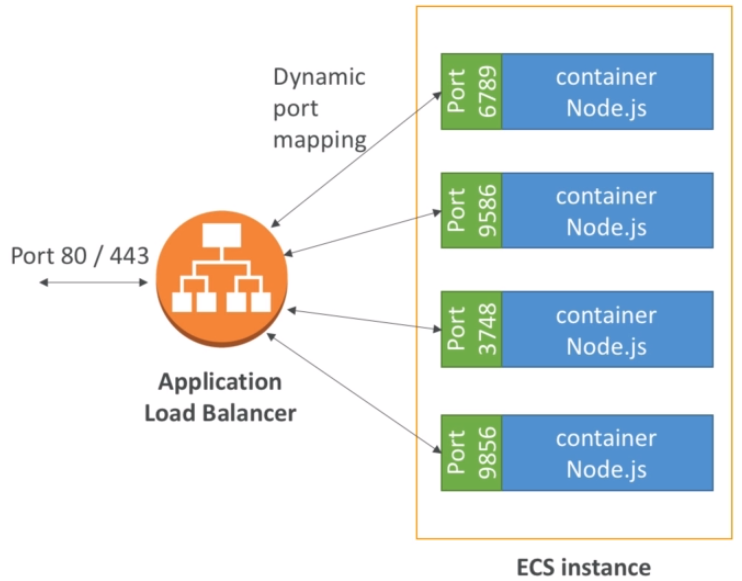 Dynamic
port
mapping
Port 80 / 443
Application
Load Balancer
Port
6789
container
Node.js
Port
9586
container
Node.js
Port
3748
container
Node.js
Port
9856
container
Node.js
ECS instance